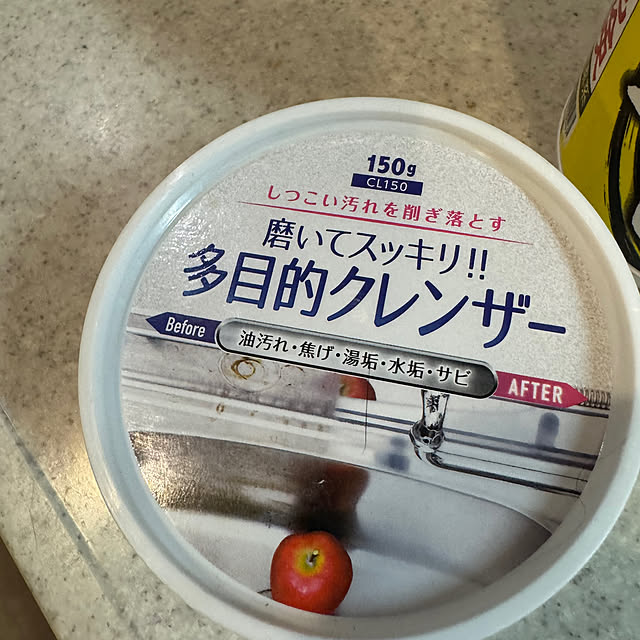 150g
CL150
しつこい汚れを削ぎ落とす
磨いてスッキリ!!
多目的クレンザー
Before
油汚れ・焦げ・湯垢・水垢・サビ
AFTER